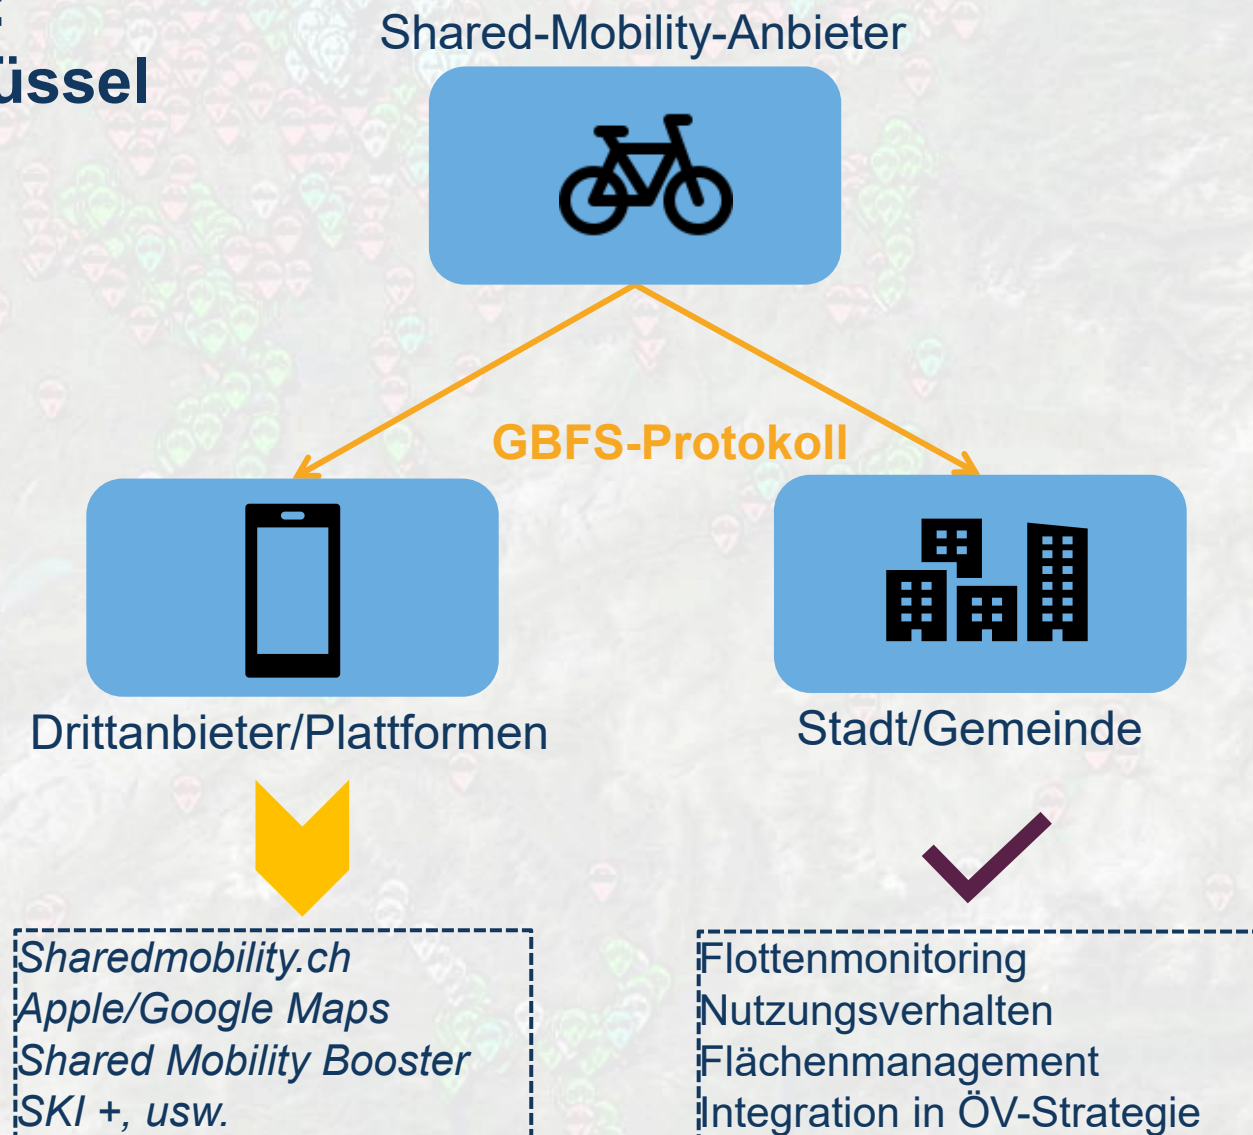 Shared-Mobility-Anbieter
GBFS-Protokoll
Drittanbieter/Plattformen
Stadt/Gemeinde
Sharedmobility.ch
Apple/Google Maps
Shared Mobility Booster
SKI +, usw.
Flottenmonitoring
Nutzungsverhalten
Flächenmanagement
Integration in ÖV-Strategie